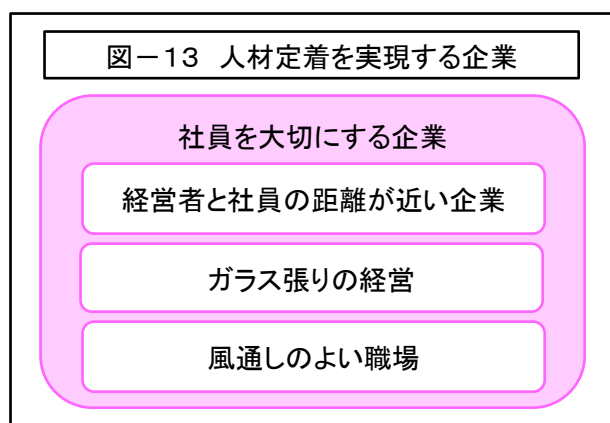 図－13 人材定着を実現する企業
社員を大切にする企業
経営者と社員の距離が近い企業
ガラス張りの経営
風通しのよい職場